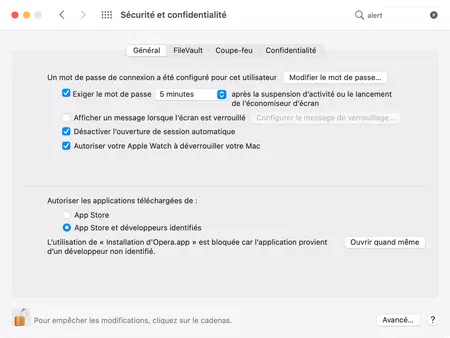 Sécurité et confidentialité
alert
Général FileVault Coupe-feu Confidentialité
Un mot de passe de connexion a été configuré pour cet utilisateur Modifier le mot de passe...
Exiger le mot de passe 5 minutes après la suspension d'activité ou le lancement
de l'économiseur d'écran
Afficher un message lorsque l'écran est verrouillé Configurer le message de verrouillage...
Désactiver l'ouverture de session automatique
Autoriser votre Apple Watch à déverrouiller votre Mac
Autoriser les applications téléchargées de :
App Store
App Store et développeurs identifiés
L'utilisation de « Installation d'Opera.app » est bloquée car l'application provient
d'un développeur non identifié.
Ouvrir quand même
Pour empêcher les modifications, cliquez sur le cadenas.
Avancé... ?